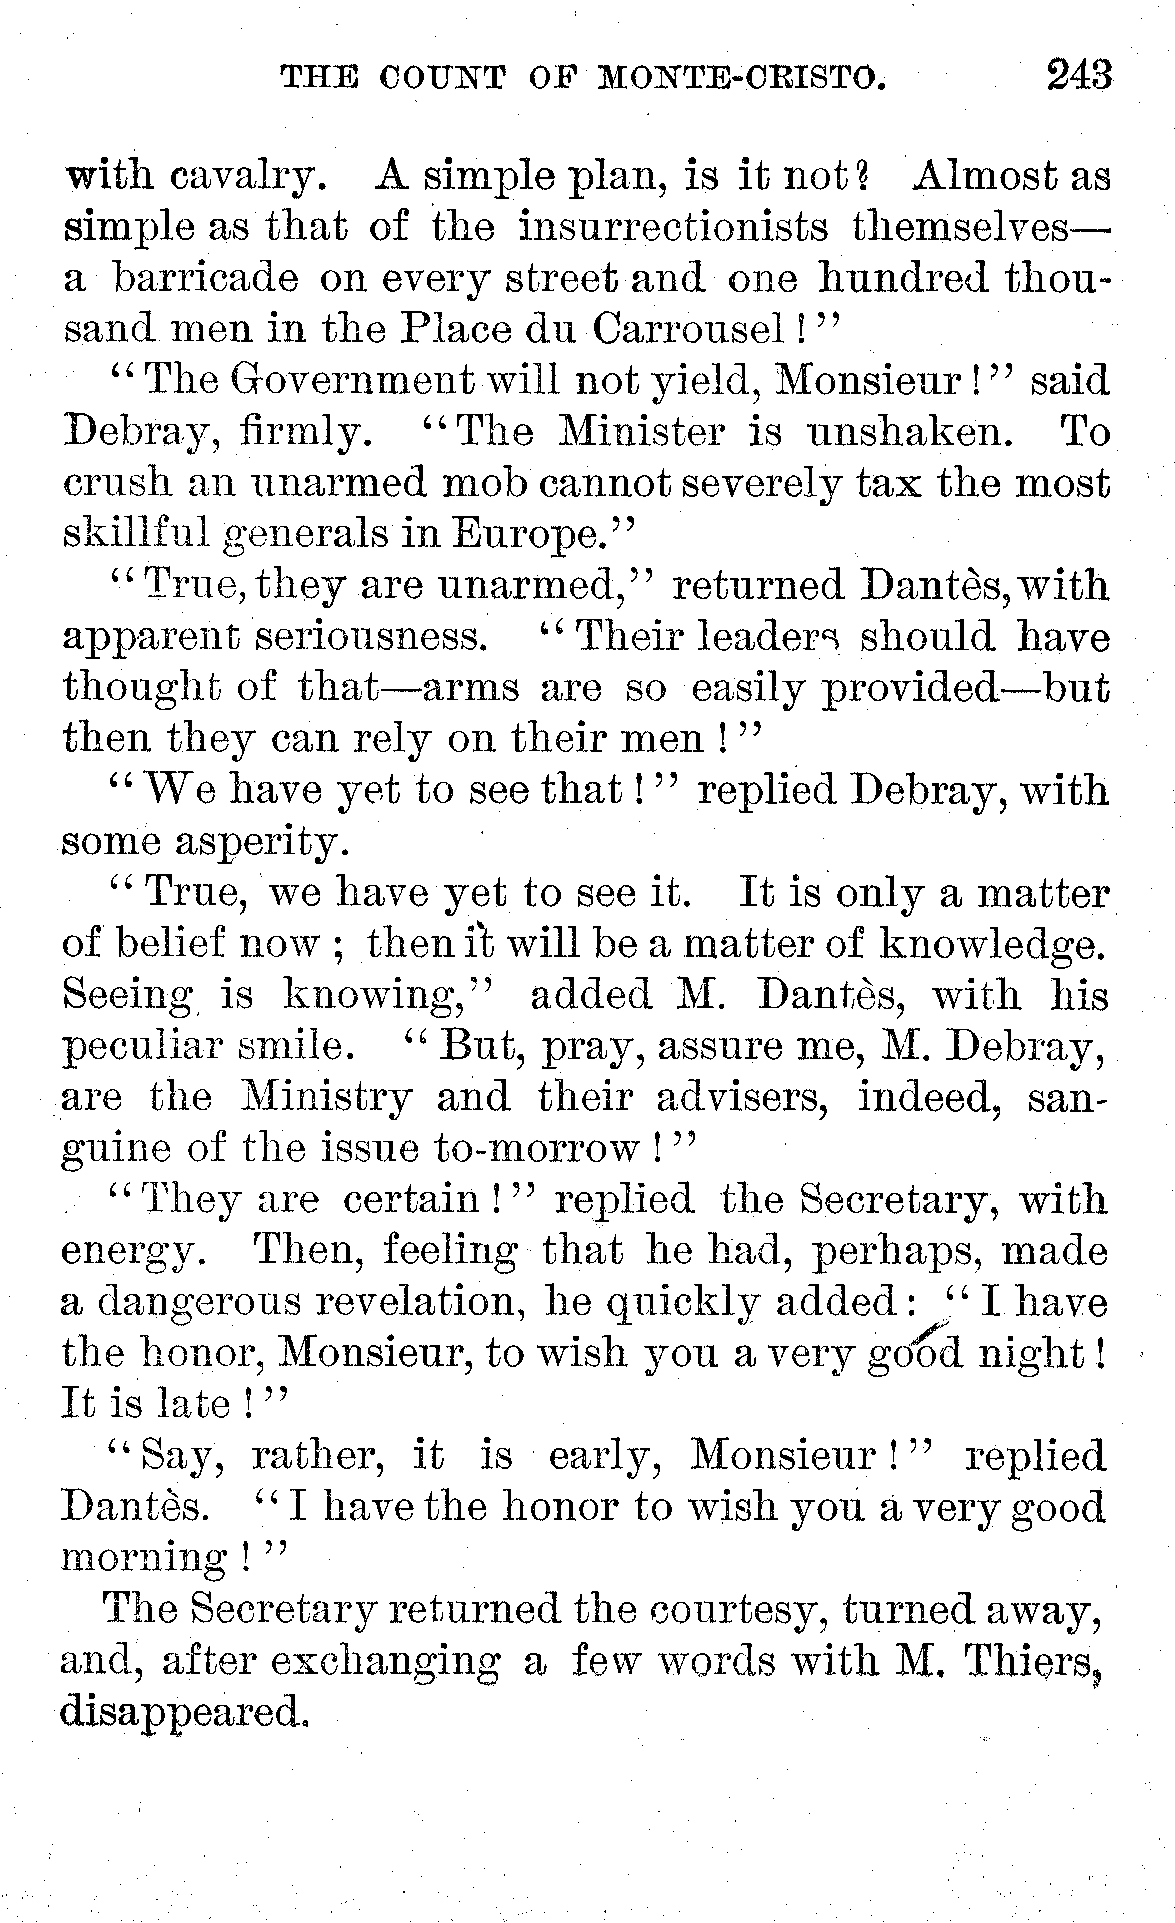 THE COUNT OF MONTE-CRISTO. 243
with cavalry. A simple plan, is it not? Almost as
simple as that of the insurrectionists themselves—
a barricade on every street and one hundred thou-
sand men in the Place du Carrousel!"
"The Government will not yield, Monsieur!" said
Debray, firmly. "The Minister is unshaken. To
crush an unarmed mob cannot severely tax the most
skillful generals in Europe."
"True, they are unarmed," returned Dantès, with
apparent seriousness. "Their leaders should have
thought of that—arms are so easily provided—but
then they can rely on their men!"
"We have yet to see that!" replied Debray, with
some asperity.
"True, we have yet to see it. It is only a matter
of belief now; then it will be a matter of knowledge.
Seeing is knowing," added M. Dantès, with his
peculiar smile. "But, pray, assure me, M. Debray,
are the Ministry and their advisers, indeed, san-
guine of the issue to-morrow!"
"They are certain!" replied the Secretary, with
energy. Then, feeling that he had, perhaps, made
a dangerous revelation, he quickly added: "I have
the honor, Monsieur, to wish you a very good night!
It is late!"
"Say, rather, it is early, Monsieur!" replied
Dantès. "I have the honor to wish you a very good
morning!"
The Secretary returned the courtesy, turned away,
and, after exchanging a few words with M. Thiers,
disappeared.